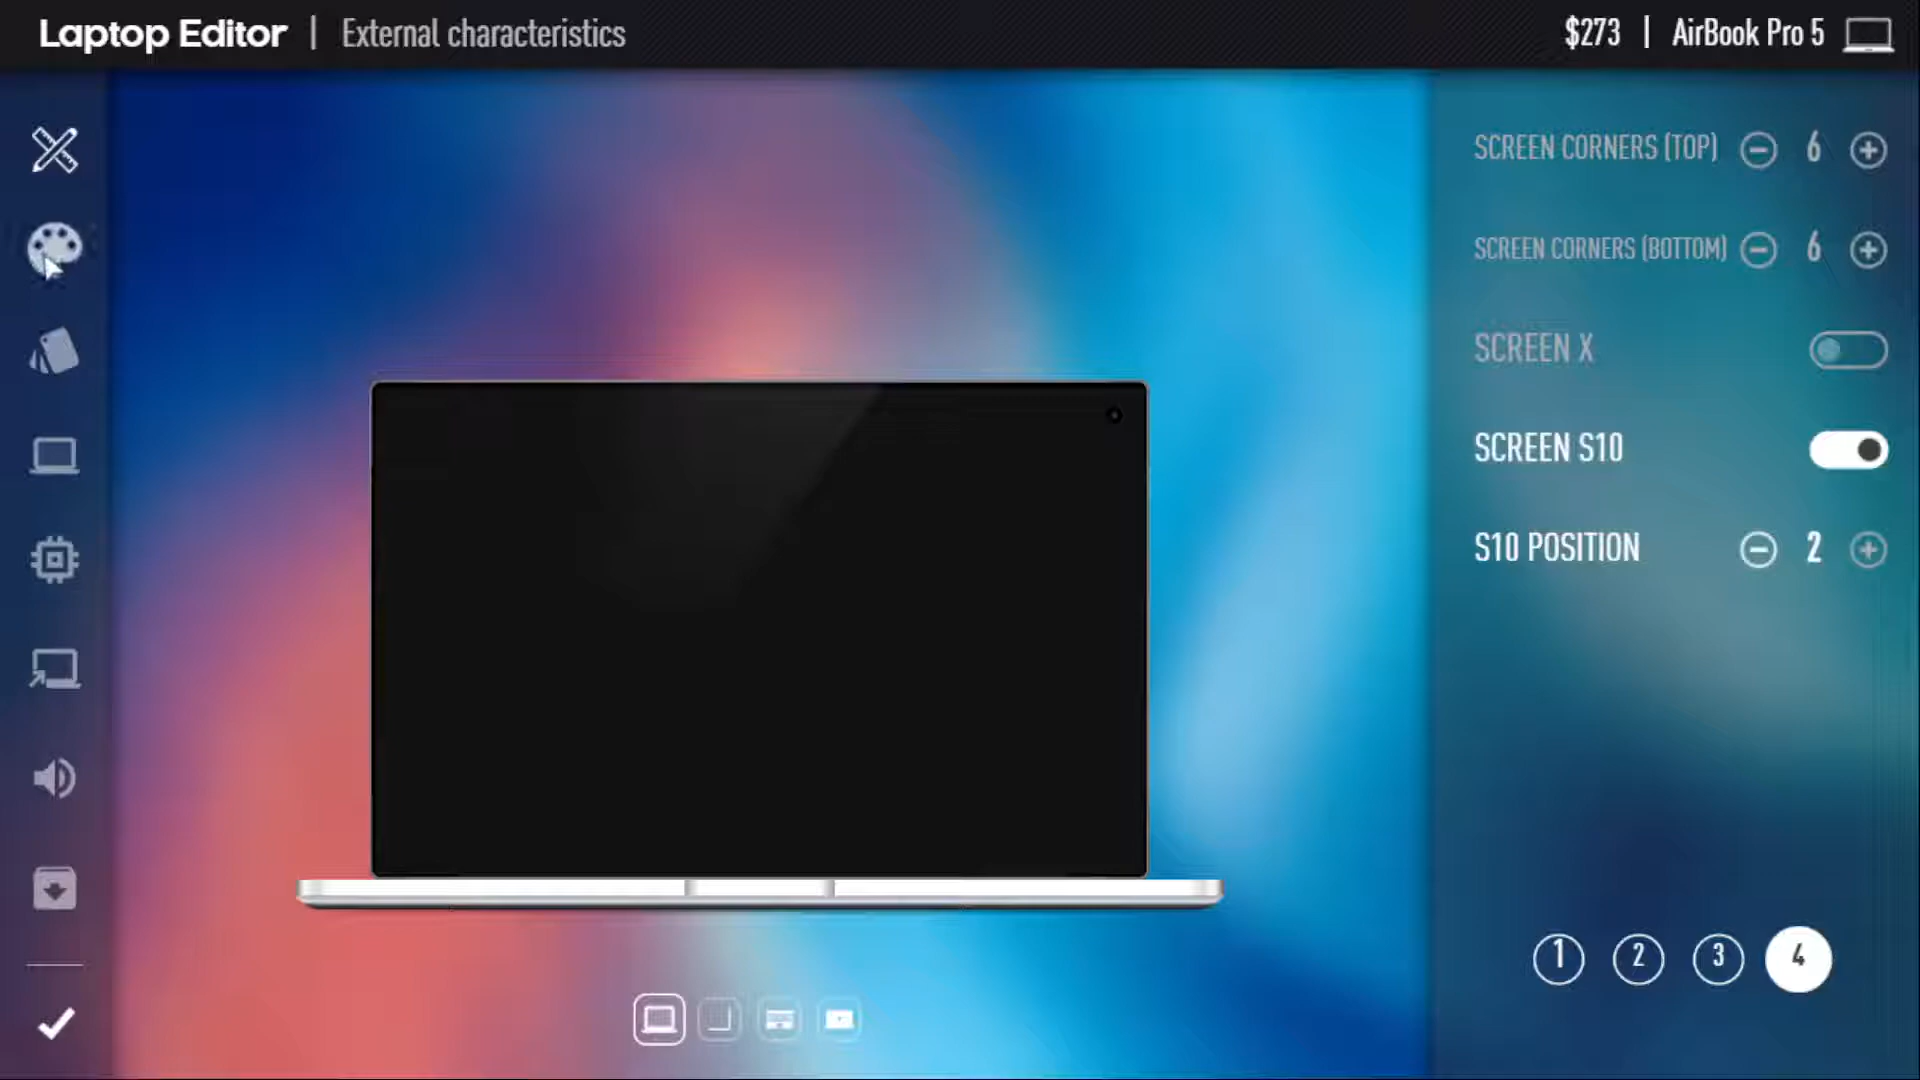 Laptop Editor | External characteristics
$273 | AirBook Pro 5
SCREEN CORNERS (TOP) 6
SCREEN CORNERS (BOTTOM) 6
SCREEN X
SCREEN S10
S10 POSITION 2
1 2 3 4